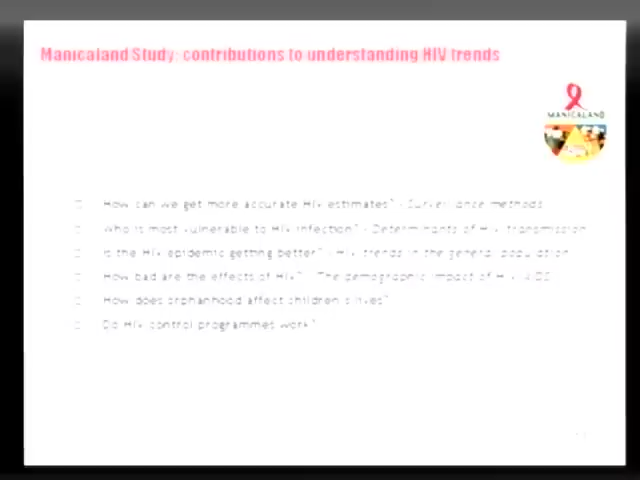 Manicaland Study: contributions to understanding HIV trends
MANICALAND
How can we get more accurate HIV estimates? - Surveillance methods
Who is most vulnerable to HIV infection? - Determinants of HIV transmission
Is the HIV epidemic getting better? - HIV trends in the general population
How bad are the effects of HIV? - The demographic impact of HIV AIDS
How does orphanhood affect children's lives?
Do HIV control programmes work?